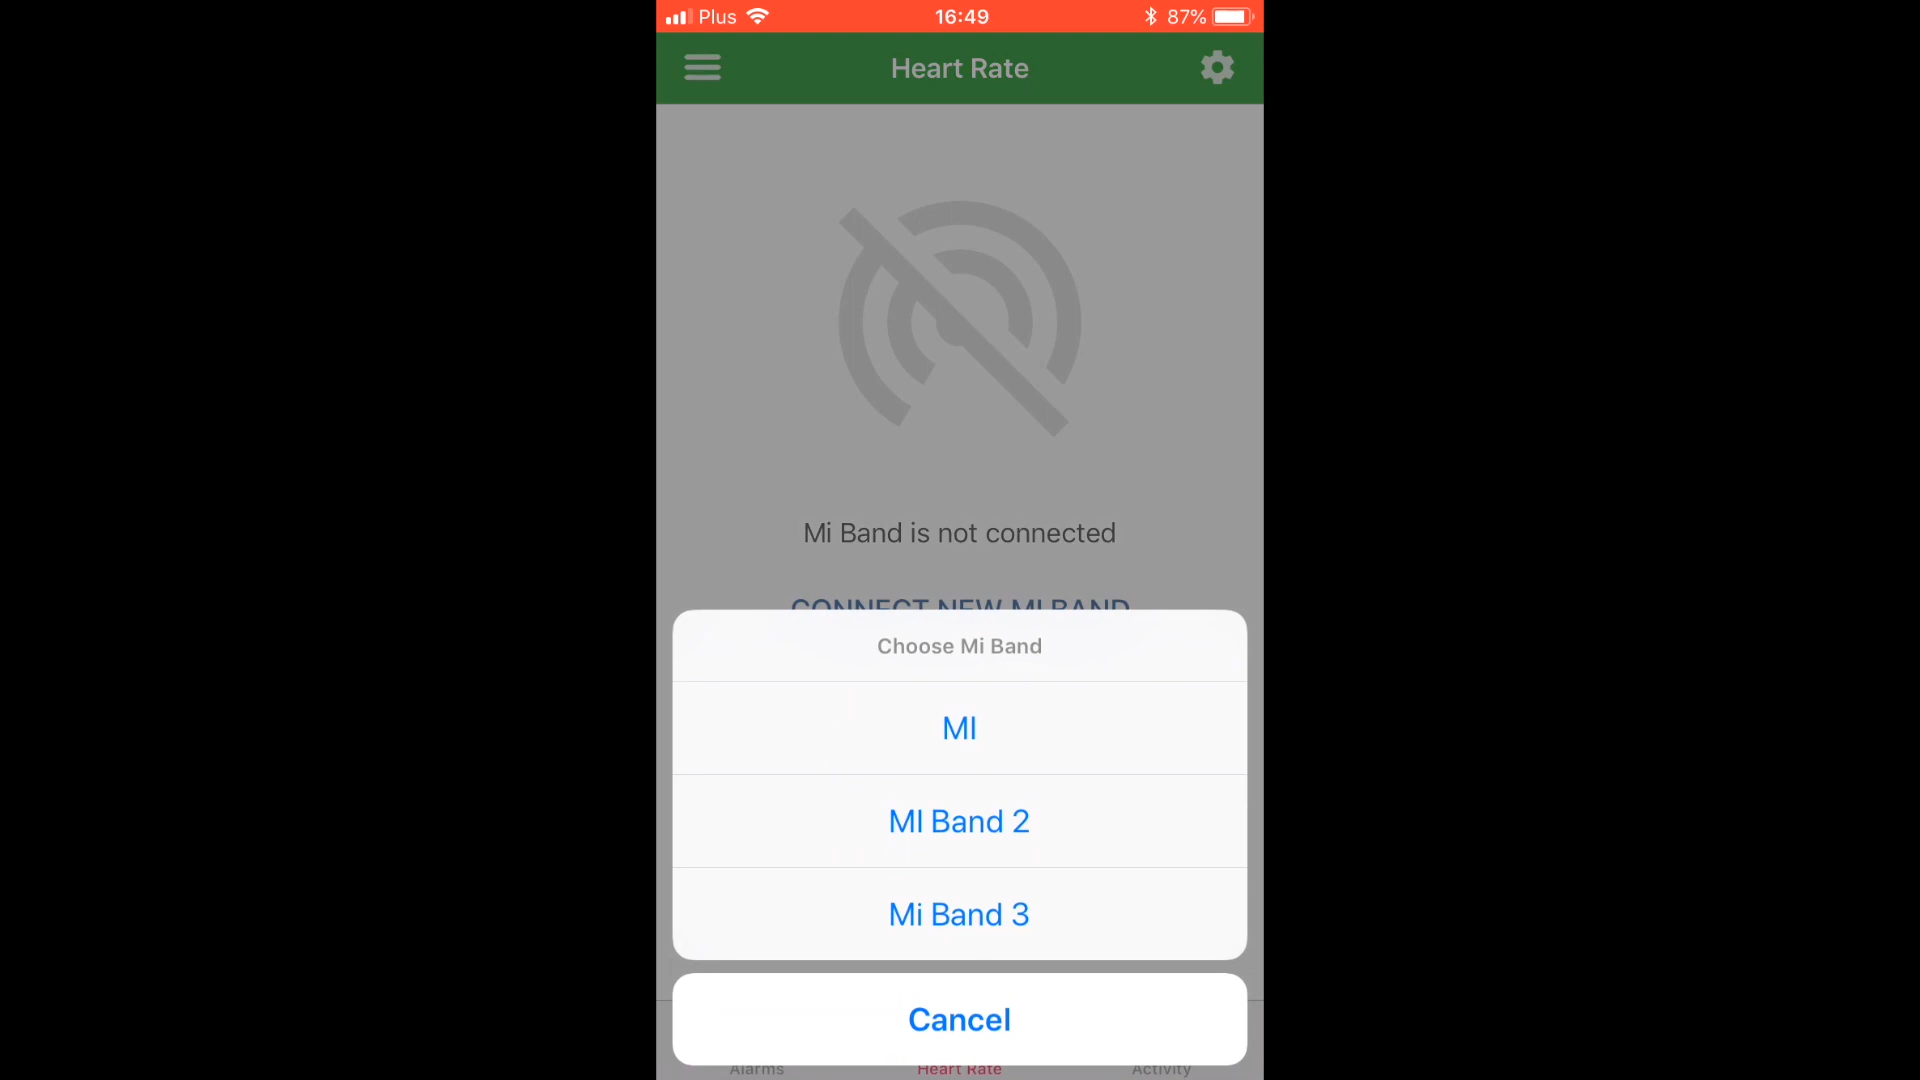 Plus 16:49 87%
Heart Rate
Mi Band is not connected
CONNECT NEW MI BAND
Choose Mi Band
MI
MI Band 2
Mi Band 3
Cancel
Alarms Heart Rate Activity